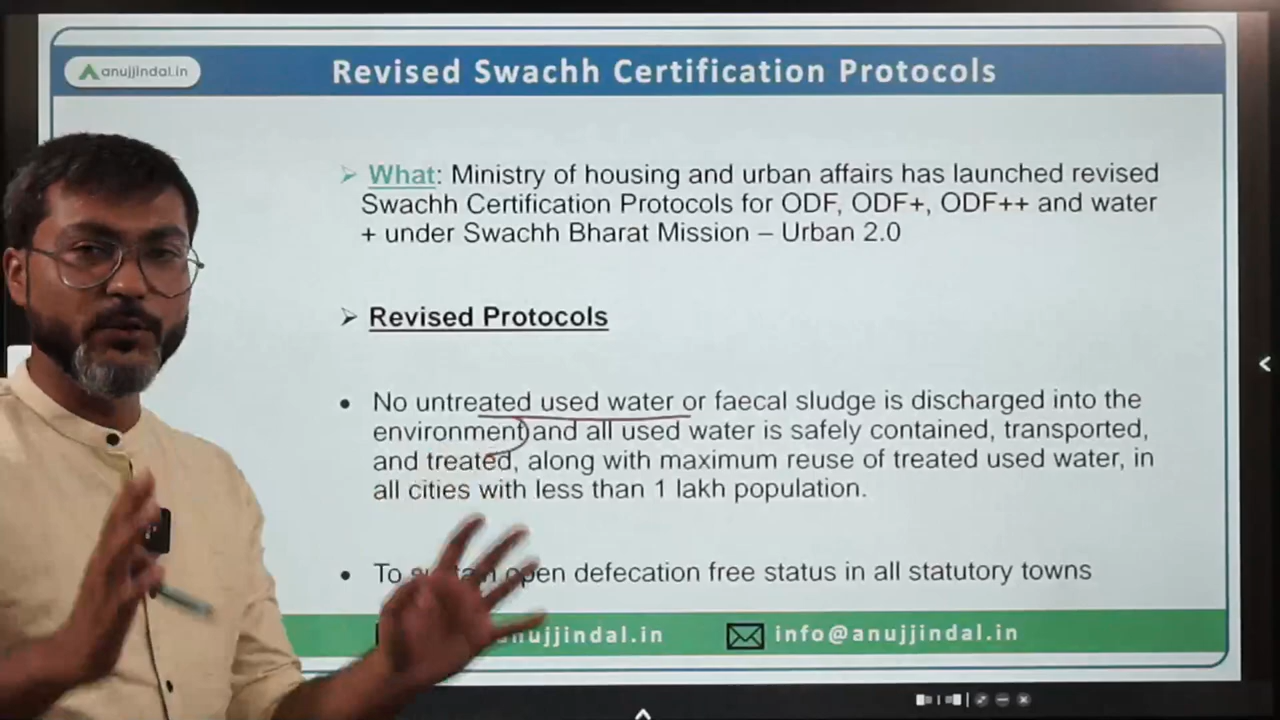 anujjindal.in
Revised Swachh Certification Protocols
➢ What: Ministry of housing and urban affairs has launched revised
Swachh Certification Protocols for ODF, ODF+, ODF++ and water
+ under Swachh Bharat Mission – Urban 2.0
➢ Revised Protocols
• No untreated used water or faecal sludge is discharged into the
environment and all used water is safely contained, transported,
and treated, along with maximum reuse of treated used water, in
all cities with less than 1 lakh population.
• To sustain open defecation free status in all statutory towns
anujjindal.in
info@anujjindal.in